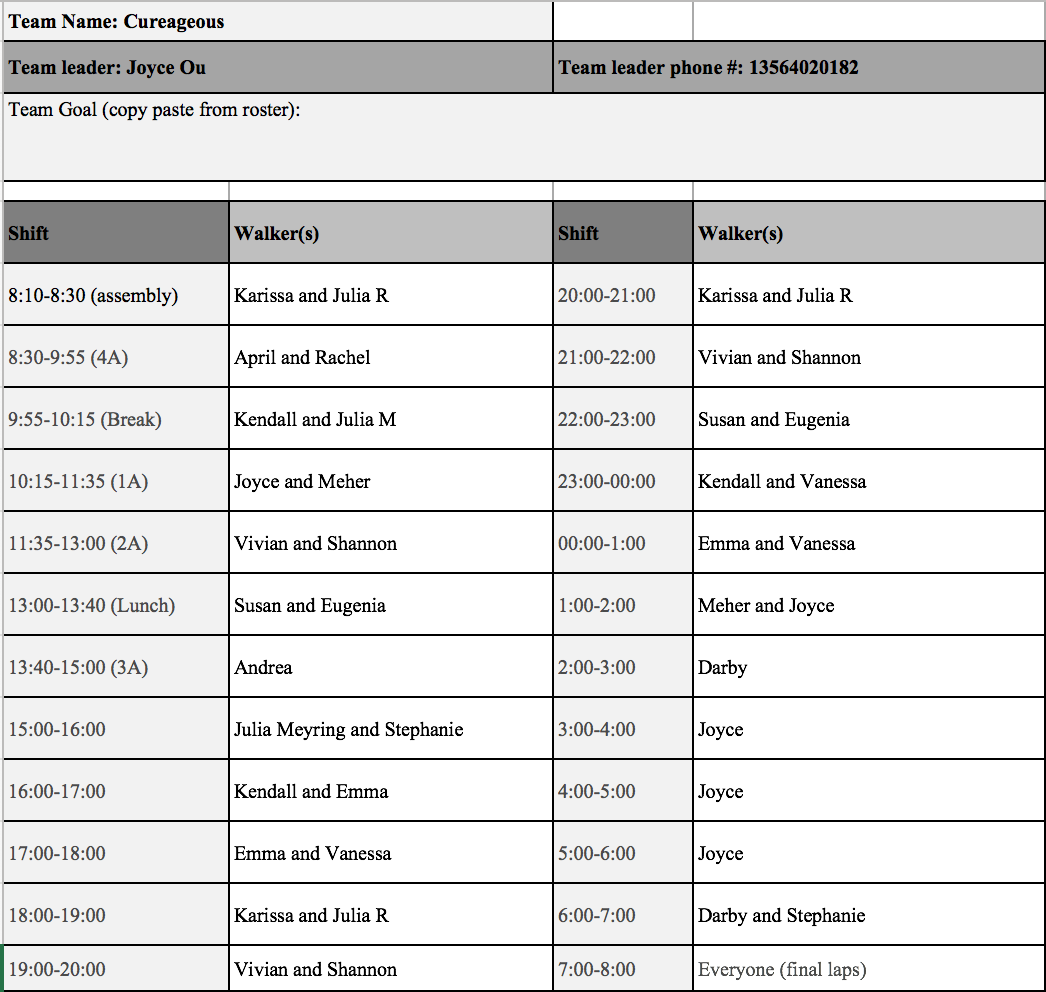 Team Name: Cureageous
Team leader: Joyce Ou Team leader phone #: 13564020182
Team Goal (copy paste from roster):
Shift Walker(s) Shift Walker(s)
8:10-8:30 (assembly) Karissa and Julia R 20:00-21:00 Karissa and Julia R
8:30-9:55 (4A) April and Rachel 21:00-22:00 Vivian and Shannon
9:55-10:15 (Break) Kendall and Julia M 22:00-23:00 Susan and Eugenia
10:15-11:35 (1A) Joyce and Meher 23:00-00:00 Kendall and Vanessa
11:35-13:00 (2A) Vivian and Shannon 00:00-1:00 Emma and Vanessa
13:00-13:40 (Lunch) Susan and Eugenia 1:00-2:00 Meher and Joyce
13:40-15:00 (3A) Andrea 2:00-3:00 Darby
15:00-16:00 Julia Meyring and Stephanie 3:00-4:00 Joyce
16:00-17:00 Kendall and Emma 4:00-5:00 Joyce
17:00-18:00 Emma and Vanessa 5:00-6:00 Joyce
18:00-19:00 Karissa and Julia R 6:00-7:00 Darby and Stephanie
19:00-20:00 Vivian and Shannon 7:00-8:00 Everyone (final laps)